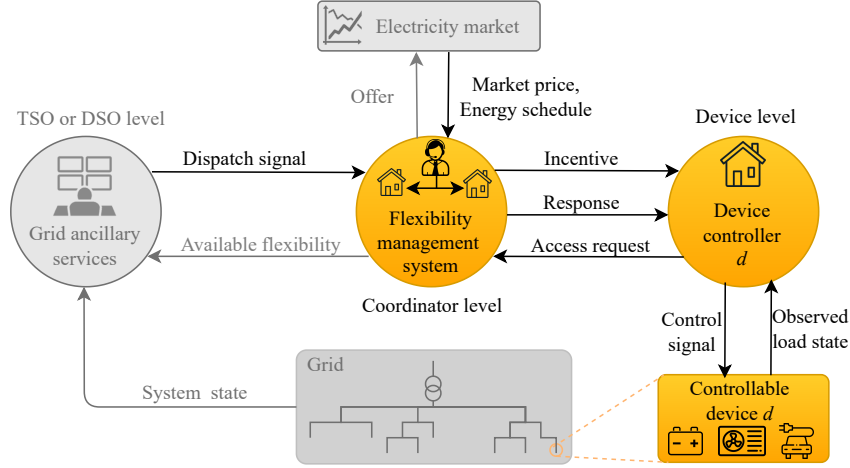 Electricity market
Offer
Market price,
Energy schedule
TSO or DSO level
Device level
Dispatch signal
Incentive
Response
Access request
Grid ancillary
services
Available flexibility
Flexibility
management
system
Device
controller
d
Coordinator level
Control
signal
Observed
load state
System state
Grid
Controllable
device d